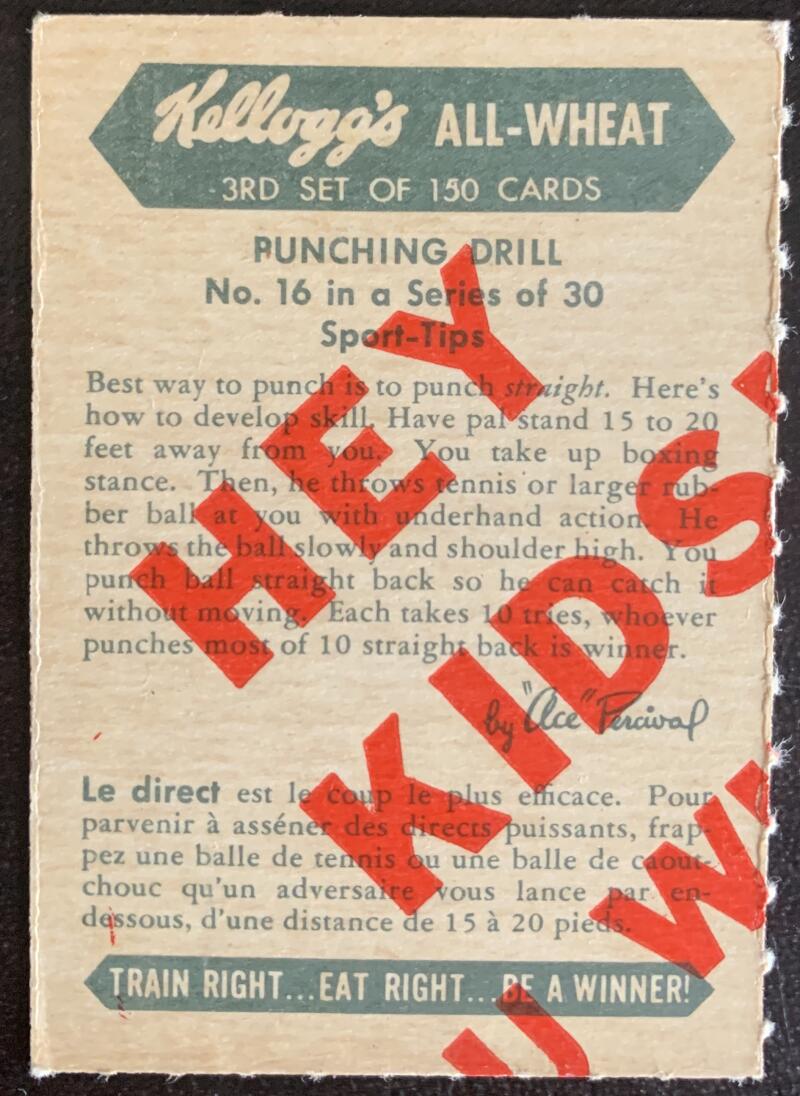 Kellogg's ALL-WHEAT
3RD SET OF 150 CARDS
PUNCHING DRILL
No. 16 in a Series of 30
Sport-Tips
Best way to punch is to punch straight. Here's
how to develop skill. Have pal stand 15 to 20
feet away from you. You take up boxing
stance. Then, he throws tennis or larger rub-
ber ball at you with underhand action. He
throws the ball slowly and shoulder high. You
punch ball straight back so he can catch it
without moving. Each takes 10 tries, whoever
punches most of 10 straight back is winner.
by "Ace" Percival
Le direct est le coup le plus efficace. Pour
parvenir à asséner des directs puissants, frap-
pez une balle de tennis ou une balle de caout-
chouc qu'un adversaire vous lance par en-
dessous, d'une distance de 15 à 20 pieds.
TRAIN RIGHT...EAT RIGHT...BE A WINNER!
HEY
KIDS
U W